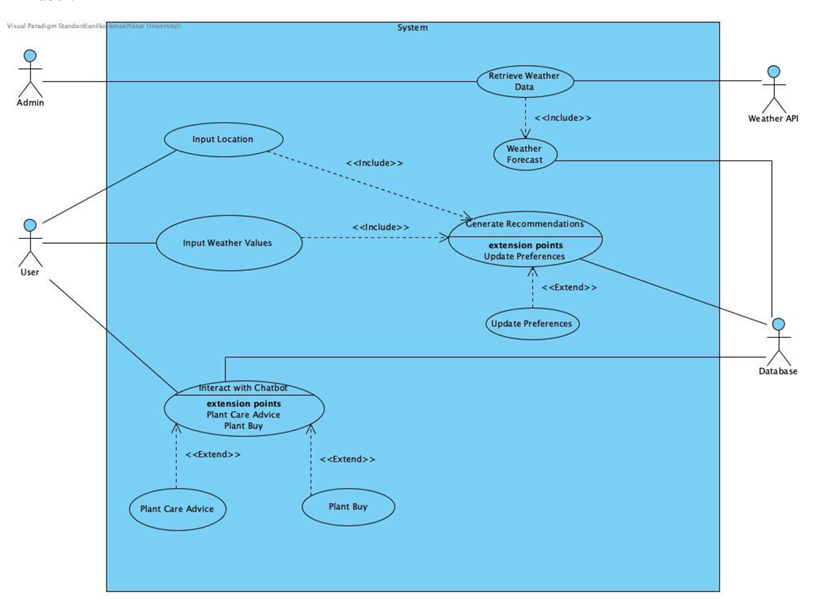 Visual Paradigm Standard(anilkorkmaz(Yasar University))
System
Admin
Retrieve Weather
Data
Weather API
<<Include>>
Input Location
Weather
Forecast
<<Include>>
Generate Recommendations
<<Include>>
Input Weather Values
extension points
Update Preferences
User
<<Extend>>
Update Preferences
Database
Interact with Chatbot
extension points
Plant Care Advice
Plant Buy
<<Extend>>
<<Extend>>
Plant Care Advice
Plant Buy